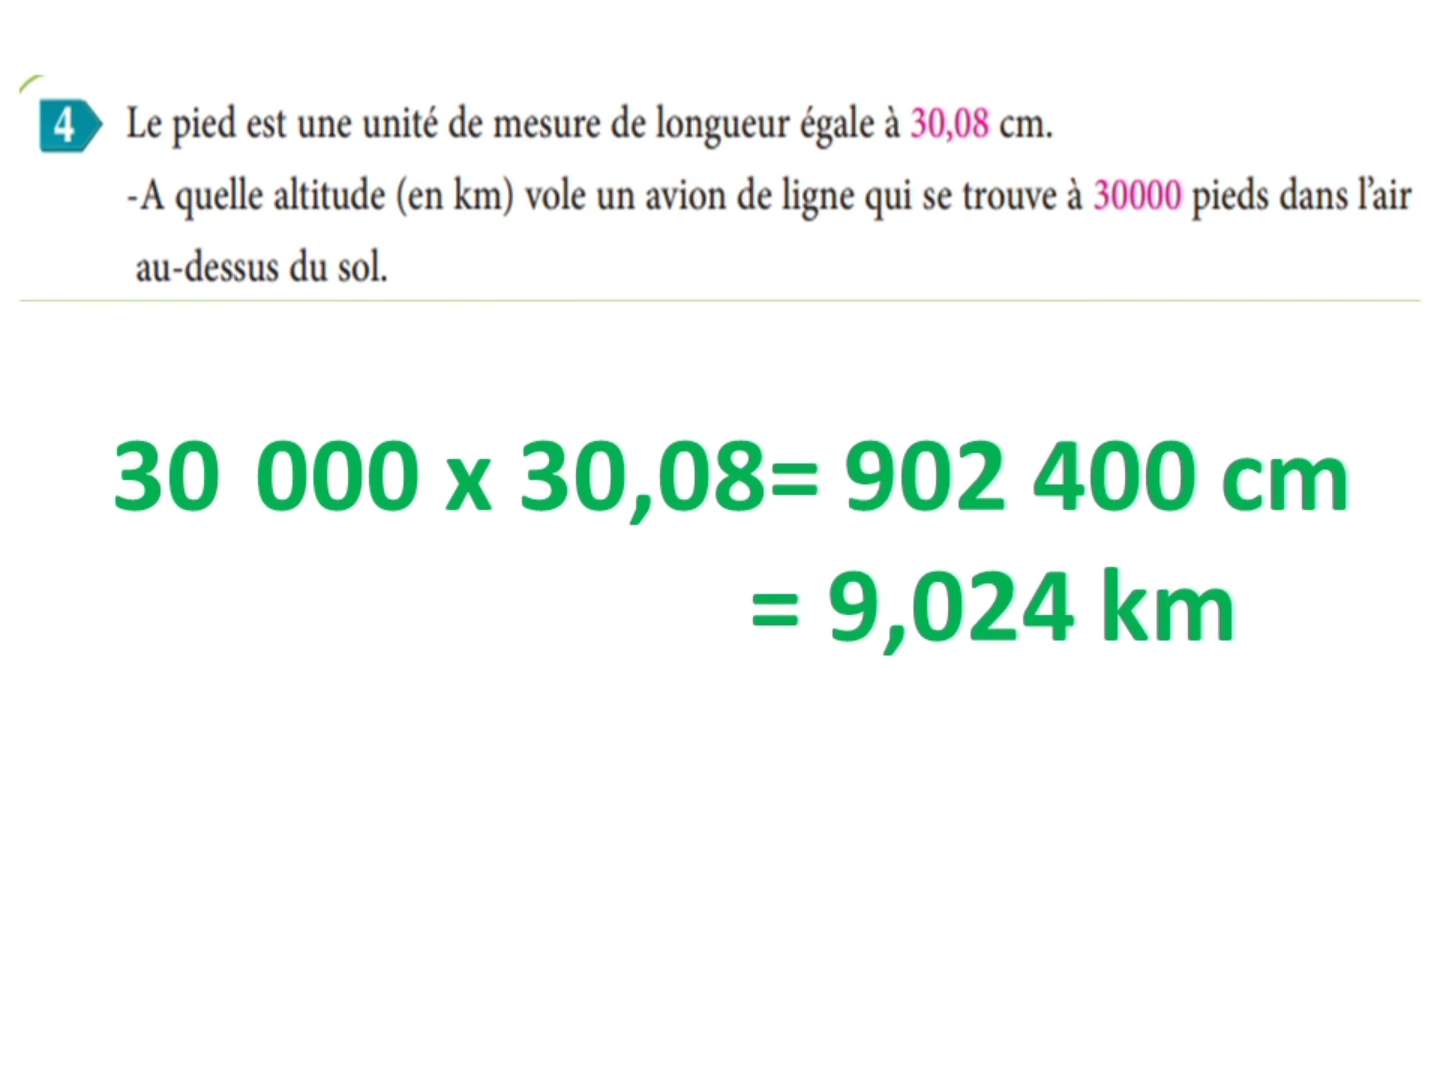 4 Le pied est une unité de mesure de longueur égale à 30,08 cm.
-A quelle altitude (en km) vole un avion de ligne qui se trouve à 30000 pieds dans l'air
au-dessus du sol.
30 000 x 30,08= 902 400 cm
= 9,024 km